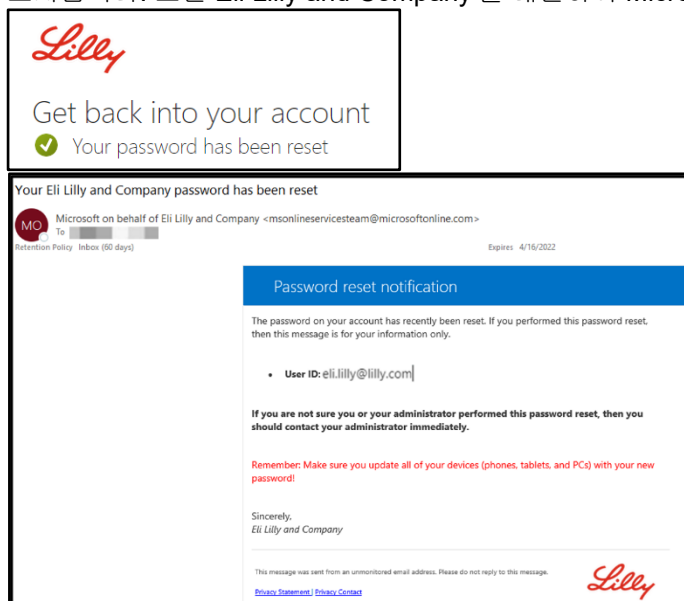 Eli Lilly and Company
Lilly
Get back into your account
Your password has been reset
Your Eli Lilly and Company password has been reset
MO
Microsoft on behalf of Eli Lilly and Company <msonlineservicesteam@microsoftonline.com>
To
Retention Policy Inbox (60 days)
Expires 4/16/2022
Password reset notification
The password on your account has recently been reset. If you performed this password reset,
then this message is for your information only.
• User ID: eli.lilly@lilly.com
If you are not sure you or your administrator performed this password reset, then you
should contact your administrator immediately.
Remember: Make sure you update all of your devices (phones, tablets, and PCs) with your new
password!
Sincerely,
Eli Lilly and Company
This message was sent from an unmonitored email address. Please do not reply to this message.
Privacy Statement | Privacy Contact
Lilly